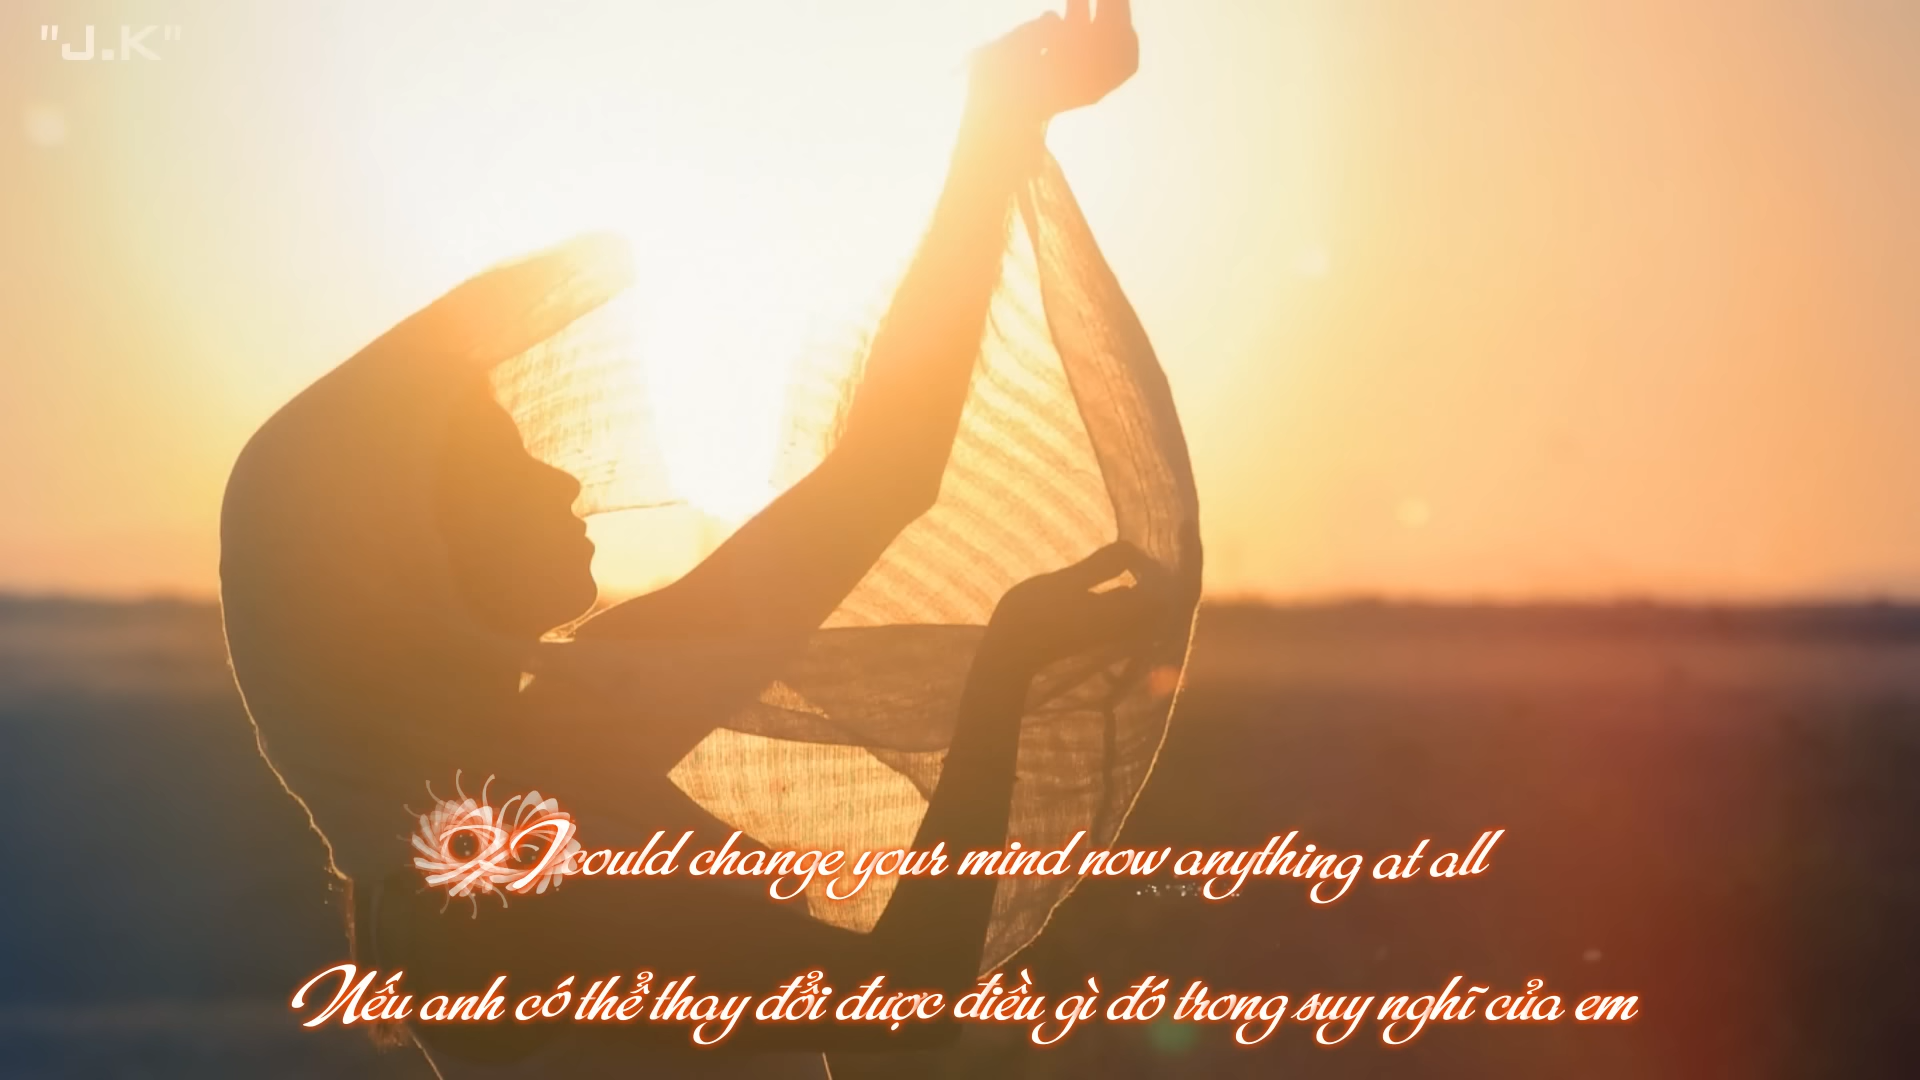 "J.K"
I could change your mind now anything at all
Nếu anh có thể thay đổi được điều gì đó trong suy nghĩ của em